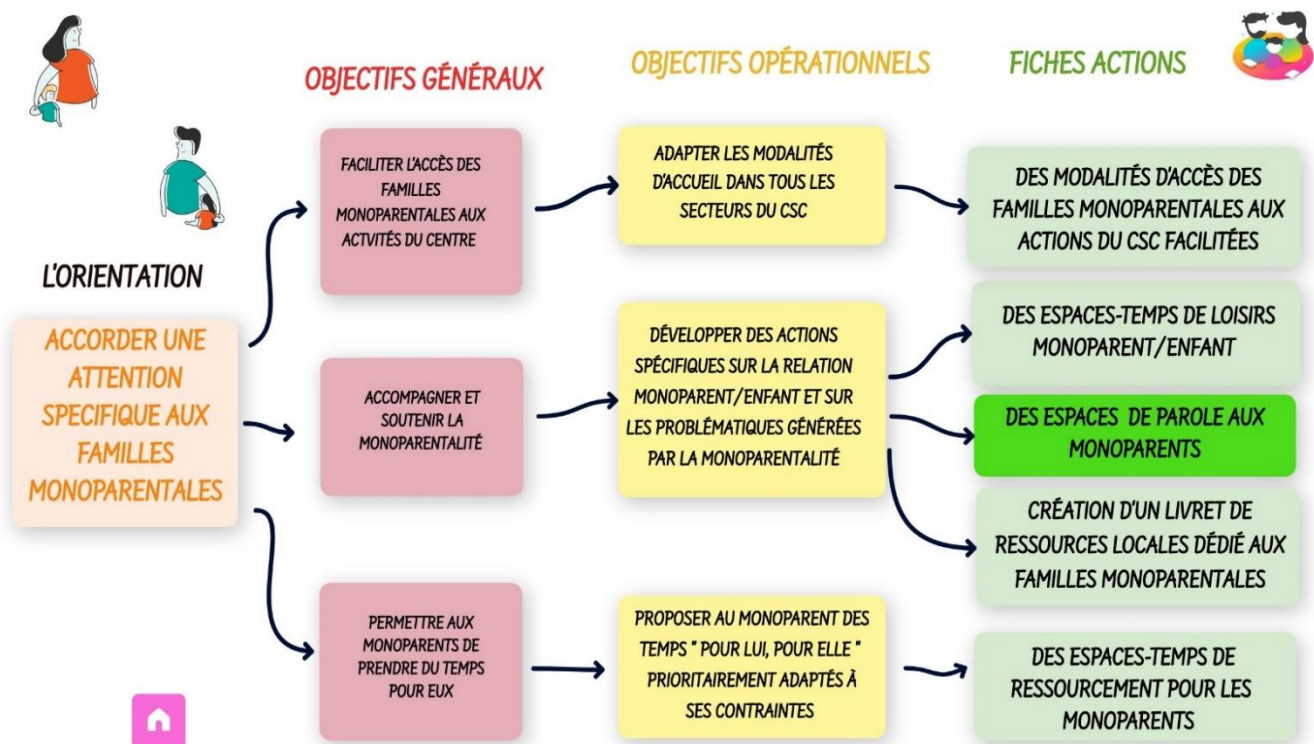 OBJECTIFS GÉNÉRAUX
OBJECTIFS OPÉRATIONNELS
FICHES ACTIONS
L'ORIENTATION
ACCORDER UNE
ATTENTION
SPECIFIQUE AUX
FAMILLES
MONOPARENTALES
FACILITER L'ACCÈS DES
FAMILLES
MONOPARENTALES AUX
ACTVITÉS DU CENTRE
ADAPTER LES MODALITÉS
D'ACCUEIL DANS TOUS LES
SECTEURS DU CSC
DES MODALITÉS D'ACCÈS DES
FAMILLES MONOPARENTALES AUX
ACTIONS DU CSC FACILITÉES
ACCOMPAGNER ET
SOUTENIR LA
MONOPARENTALITÉ
DÉVELOPPER DES ACTIONS
SPÉCIFIQUES SUR LA RELATION
MONOPARENT/ENFANT ET SUR
LES PROBLÉMATIQUES GÉNÉRÉES
PAR LA MONOPARENTALITÉ
DES ESPACES-TEMPS DE LOISIRS
MONOPARENT/ENFANT
DES ESPACES DE PAROLE AUX
MONOPARENTS
CRÉATION D'UN LIVRET DE
RESSOURCES LOCALES DÉDIÉ AUX
FAMILLES MONOPARENTALES
PERMETTRE AUX
MONOPARENTS DE
PRENDRE DU TEMPS
POUR EUX
PROPOSER AU MONOPARENT DES
TEMPS " POUR LUI, POUR ELLE "
PRIORITAIREMENT ADAPTÉS À
SES CONTRAINTES
DES ESPACES-TEMPS DE
RESSOURCEMENT POUR LES
MONOPARENTS